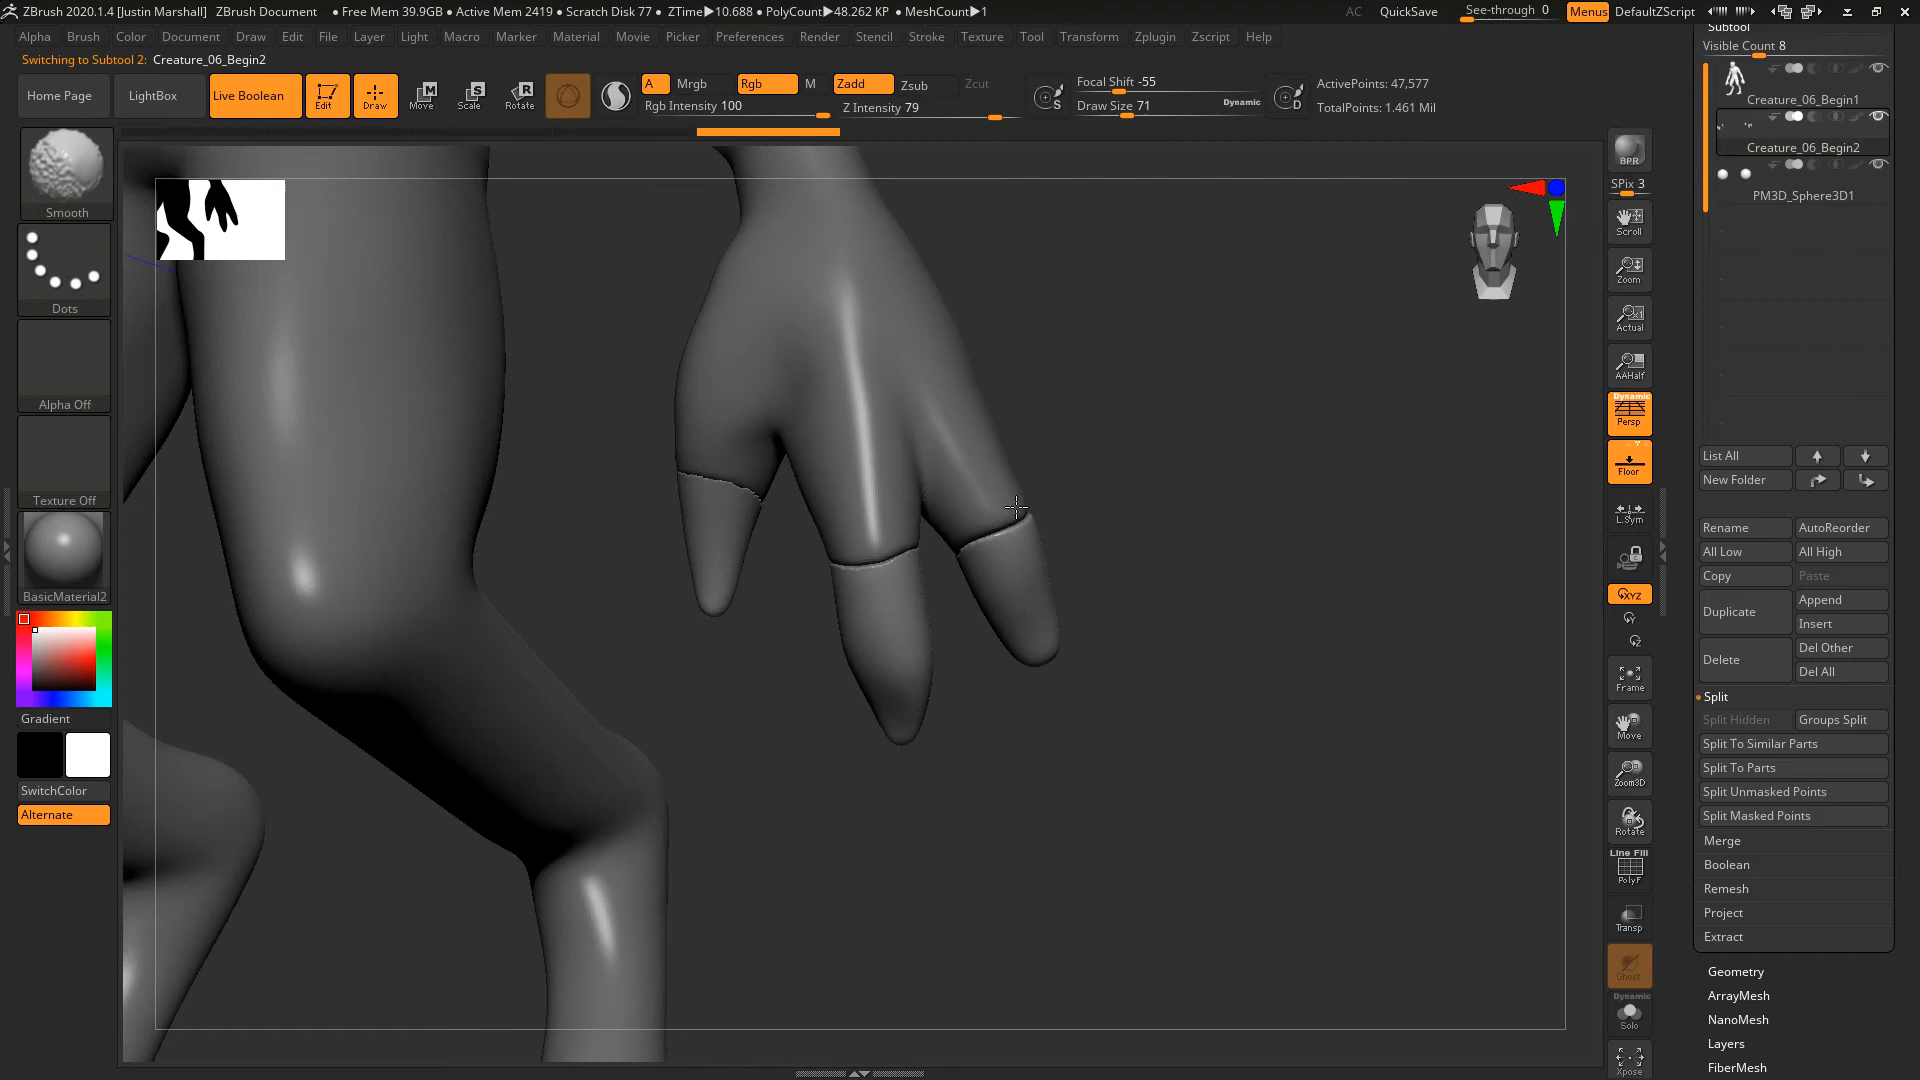 ZBrush 2020.1.4 [Justin Marshall] ZBrush Document ● Free Mem 39.9GB ● Active Mem 2419 ● Scratch Disk 77 ● ZTime▶10.688 ● PolyCount▶48.262 KP ● MeshCount▶1 AC QuickSave See-through 0 Menus DefaultZScript
Alpha Brush Color Document Draw Edit File Layer Light Macro Marker Material Movie Picker Preferences Render Stencil Stroke Texture Tool Transform Zplugin Zscript Help
Switching to Subtool 2: Creature_06_Begin2
Home Page LightBox Live Boolean Edit Draw Move Scale Rotate
M S R
A Mrgb Rgb M Zadd Zsub Zcut
Rgb Intensity 100 Z Intensity 79
S Focal Shift -55
Draw Size 71 Dynamic
D ActivePoints: 47,577
TotalPoints: 1.461 Mil
Smooth
Dots
Alpha Off
Texture Off
BasicMaterial2
Gradient
SwitchColor
Alternate
BPR
SPix 3
Scroll
Zoom
Actual
AAHalf
Dynamic
Persp
Floor
L.Sym
XYZ
Y
Z
Frame
Move
Zoom3D
Rotate
Line Fill
PolyF
Transp
Ghost
Dynamic
Solo
Xpose
Subtool
Visible Count 8
Creature_06_Begin1
Creature_06_Begin2
PM3D_Sphere3D1
List All
New Folder
Rename AutoReorder
All Low All High
Copy Paste
Duplicate Append
Insert
Delete Del Other
Del All
Split
Split Hidden Groups Split
Split To Similar Parts
Split To Parts
Split Unmasked Points
Split Masked Points
Merge
Boolean
Remesh
Project
Extract
Geometry
ArrayMesh
NanoMesh
Layers
FiberMesh